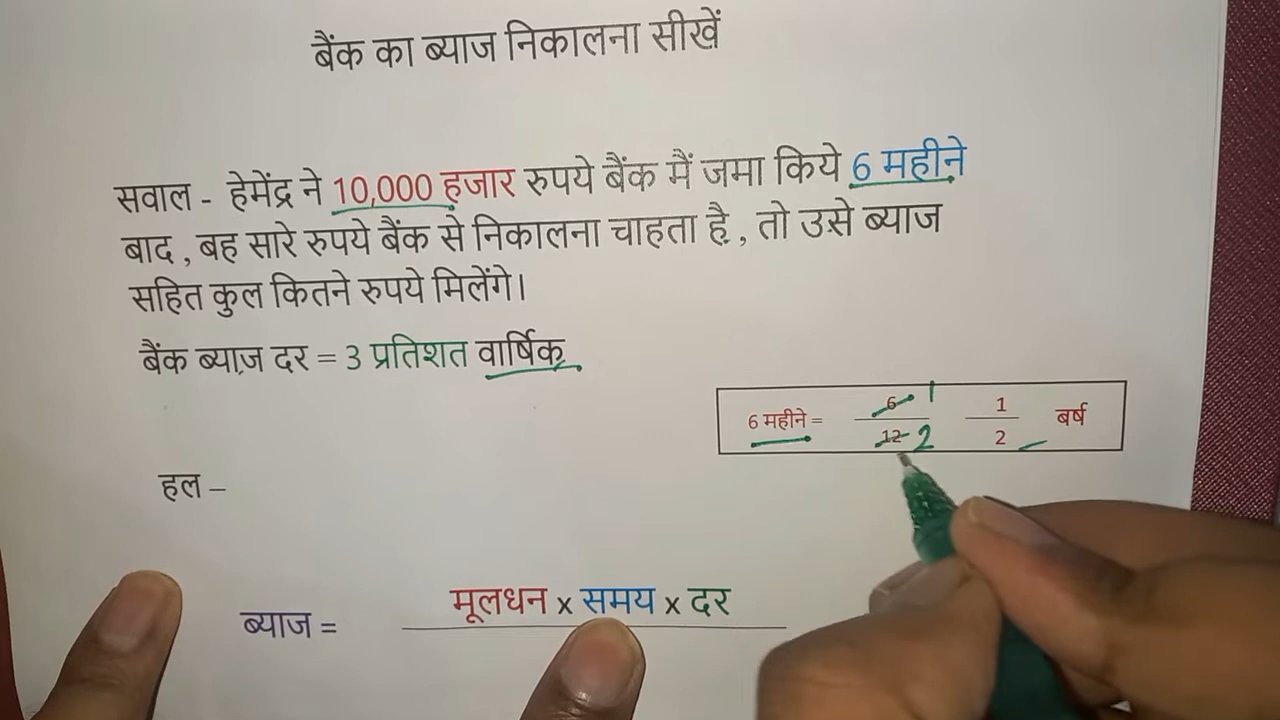 बैंक का ब्याज निकालना सीखें
सवाल - हेमेंद्र ने 10,000 हजार रुपये बैंक मैं जमा किये 6 महीने
बाद , बह सारे रुपये बैंक से निकालना चाहता है , तो उसे ब्याज
सहित कुल कितने रुपये मिलेंगे।
बैंक ब्याज दर = 3 प्रतिशत वार्षिक
6 1 1
6 महीने = बर्ष
12 2 2
हल –
मूलधन x समय x दर
ब्याज =